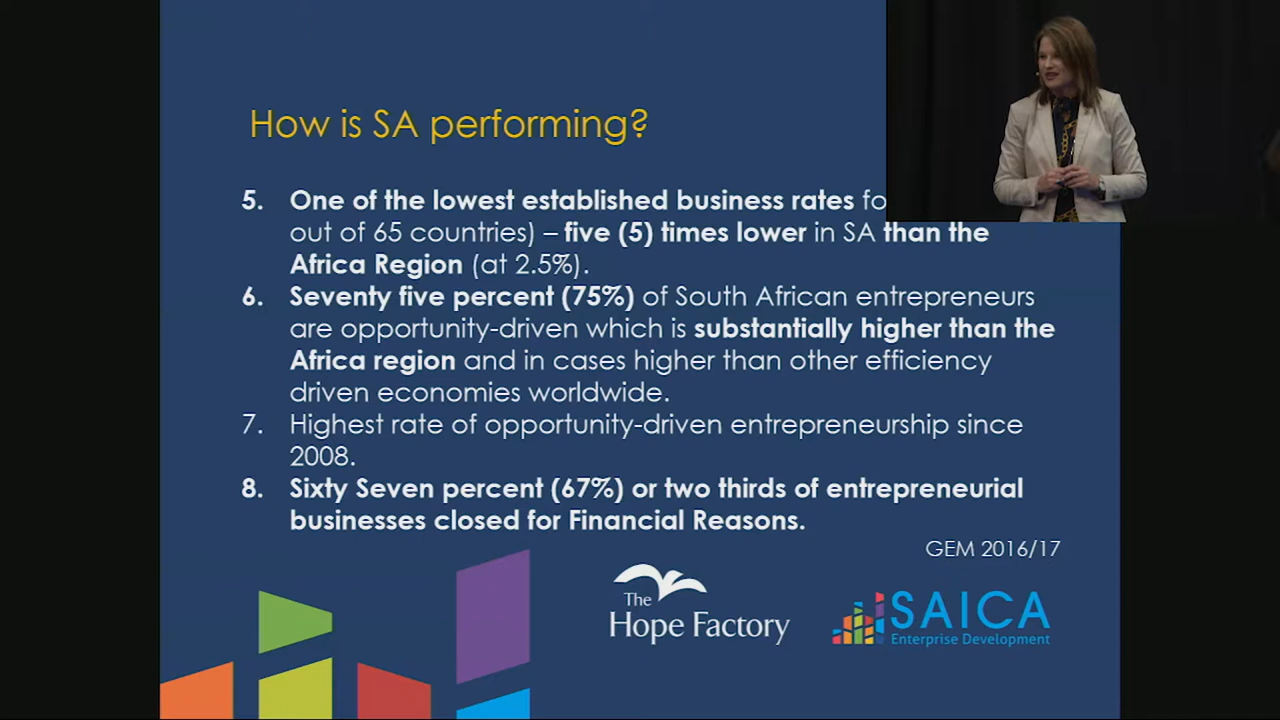 How is SA performing?
5. One of the lowest established business rates
out of 65 countries) – five (5) times lower in SA than the
Africa Region (at 2.5%).
6. Seventy five percent (75%) of South African entrepreneurs
are opportunity-driven which is substantially higher than the
Africa region and in cases higher than other efficiency
driven economies worldwide.
7. Highest rate of opportunity-driven entrepreneurship since
2008.
8. Sixty Seven percent (67%) or two thirds of entrepreneurial
businesses closed for Financial Reasons.
GEM 2016/17
The
Hope Factory
SAICA
Enterprise Development